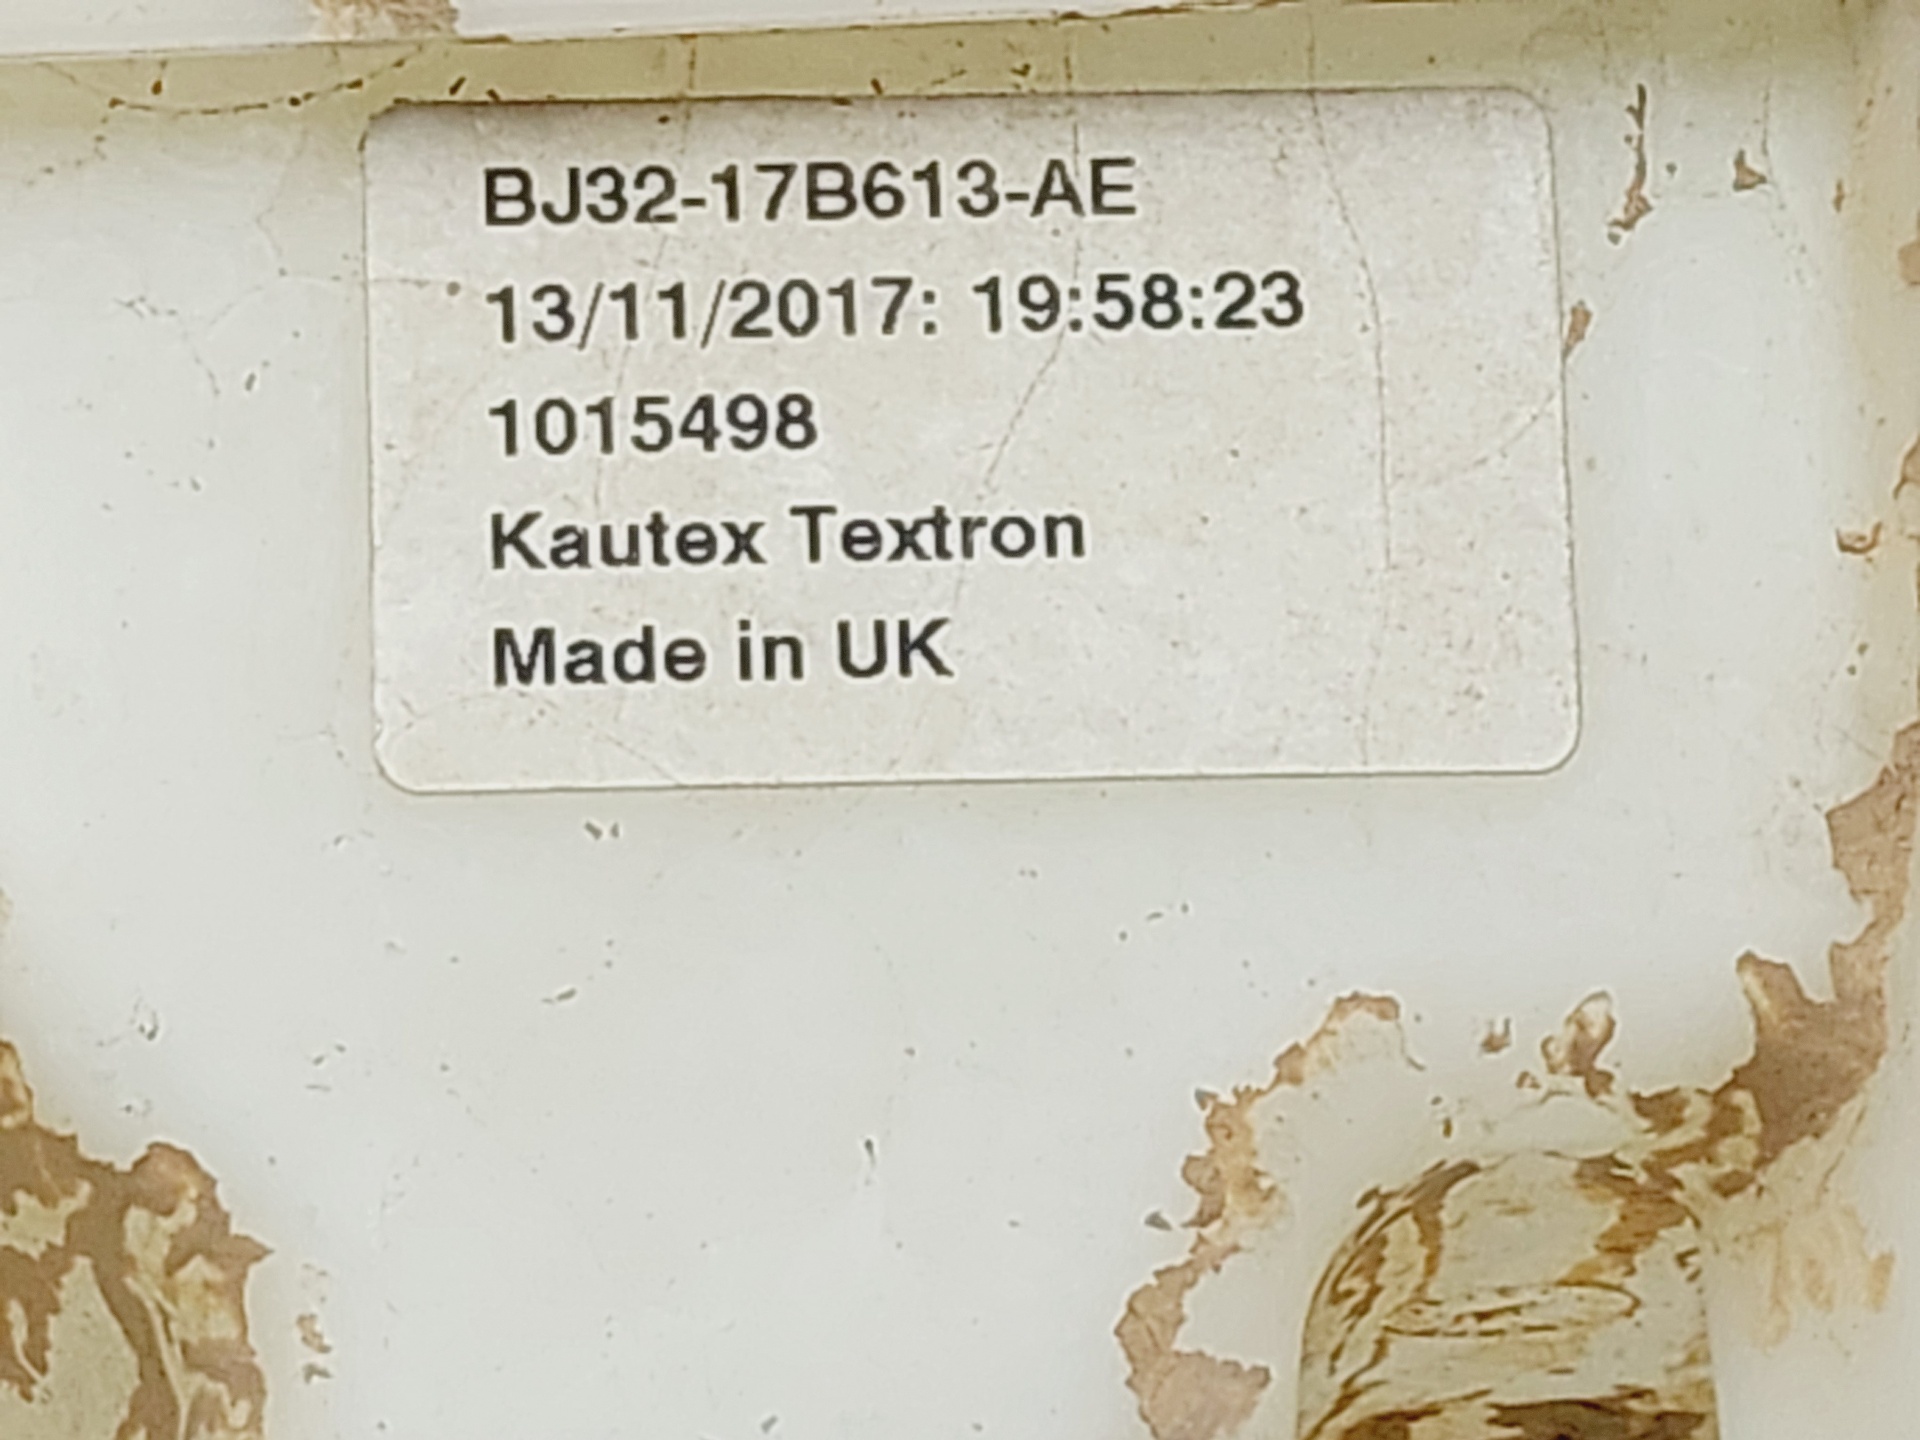 BJ32-17B613-AE
13/11/2017: 19:58:23
1015498
Kautex Textron
Made in UK